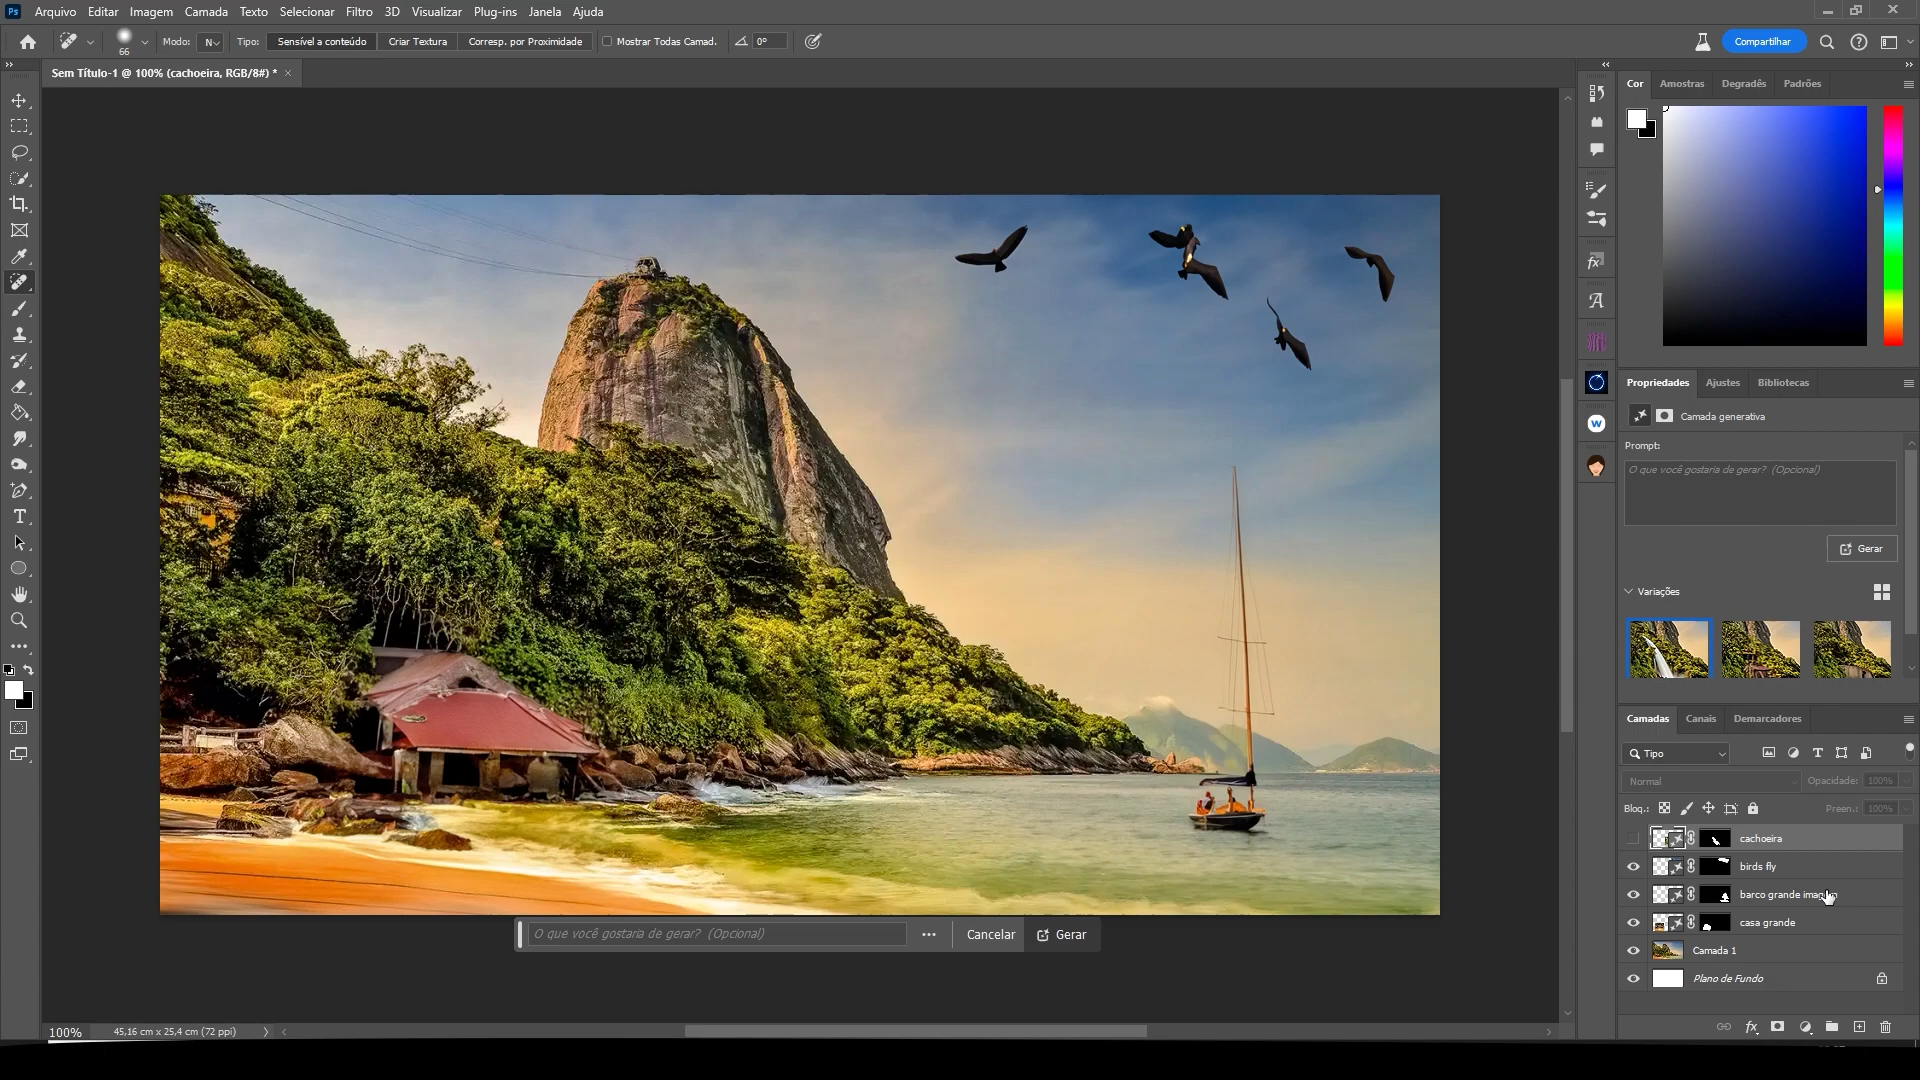 Ps Arquivo Editar Imagem Camada Texto Selecionar Filtro 3D Visualizar Plug-ins Janela Ajuda
66 Modo: N Tipo: Sensível a conteúdo Criar Textura Corresp. por Proximidade Mostrar Todas Camad. 0° Compartilhar
Sem Título-1 @ 100% (cachoeira, RGB/8#) *
Cor Amostras Degradês Padrões
Propriedades Ajustes Bibliotecas
Camada generativa
Prompt:
O que você gostaria de gerar? (Opcional)
Gerar
Variações
Camadas Canais Demarcadores
Tipo
Normal Opacidade: 100%
Bloq.: Preen.: 100%
cachoeira
birds fly
barco grande
casa grande
Camada 1
Plano de Fundo
O que você gostaria de gerar? (Opcional) Cancelar Gerar
100% 45,16 cm x 25,4 cm (72 ppi)